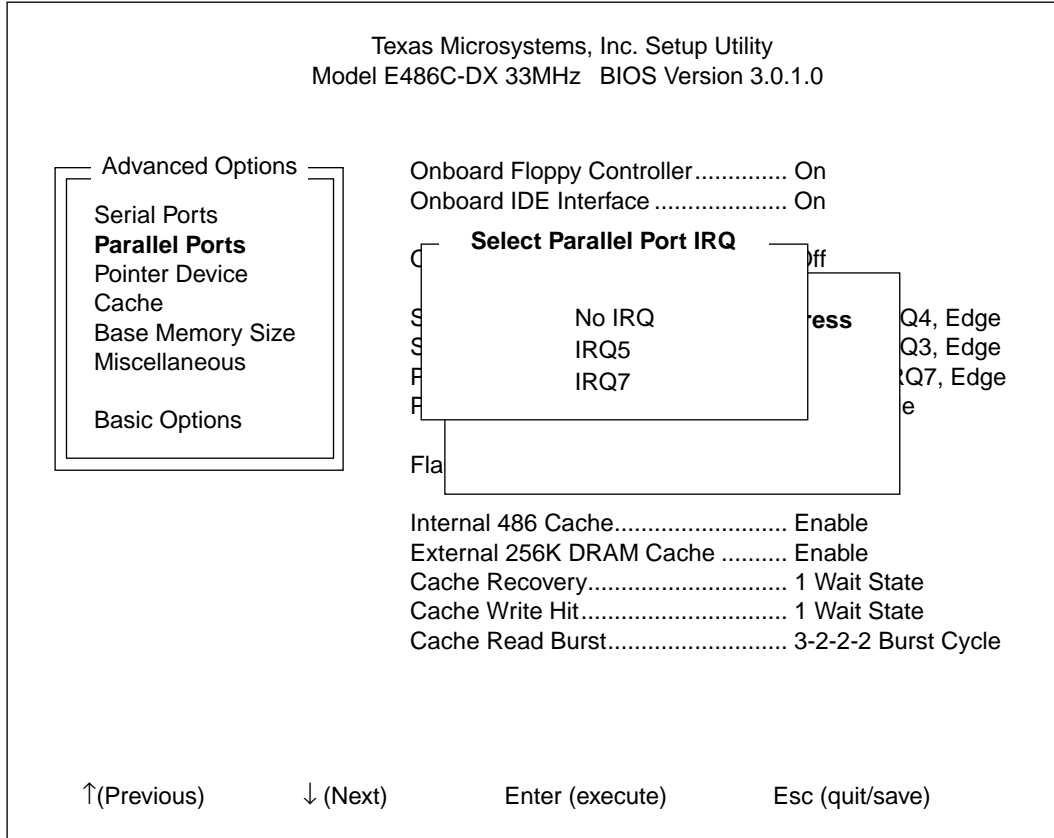 Texas Microsystems, Inc. Setup Utility
Model E486C-DX 33MHz BIOS Version 3.0.1.0
Advanced Options
Serial Ports
Parallel Ports
Pointer Device
Cache
Base Memory Size
Miscellaneous
Basic Options
Onboard Floppy Controller.............. On
Onboard IDE Interface .................... On
Select Parallel Port IRQ
No IRQ
IRQ5
IRQ7
Q4, Edge
Q3, Edge
RQ7, Edge
Internal 486 Cache.......................... Enable
External 256K DRAM Cache .......... Enable
Cache Recovery.............................. 1 Wait State
Cache Write Hit............................... 1 Wait State
Cache Read Burst........................... 3-2-2-2 Burst Cycle
↑(Previous) ↓ (Next) Enter (execute) Esc (quit/save)